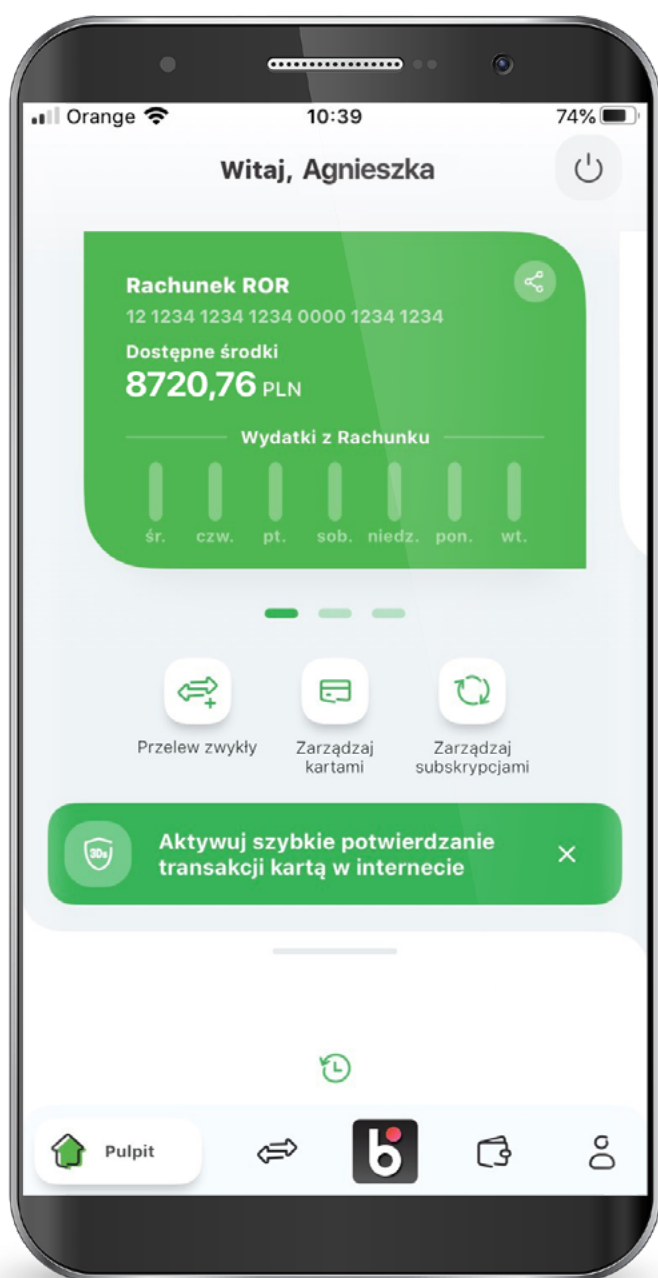 Orange 10:39 74%
Witaj, Agnieszka
Rachunek ROR
12 1234 1234 1234 0000 1234 1234
Dostępne środki
8720,76 PLN
Wydatki z Rachunku
śr. czw. pt. sob. niedz. pon. wt.
Przelew zwykły
Zarządzaj
kartami
Zarządzaj
subskrypcjami
3Ds
Aktywuj szybkie potwierdzanie
transakcji kartą w internecie
Pulpit
b